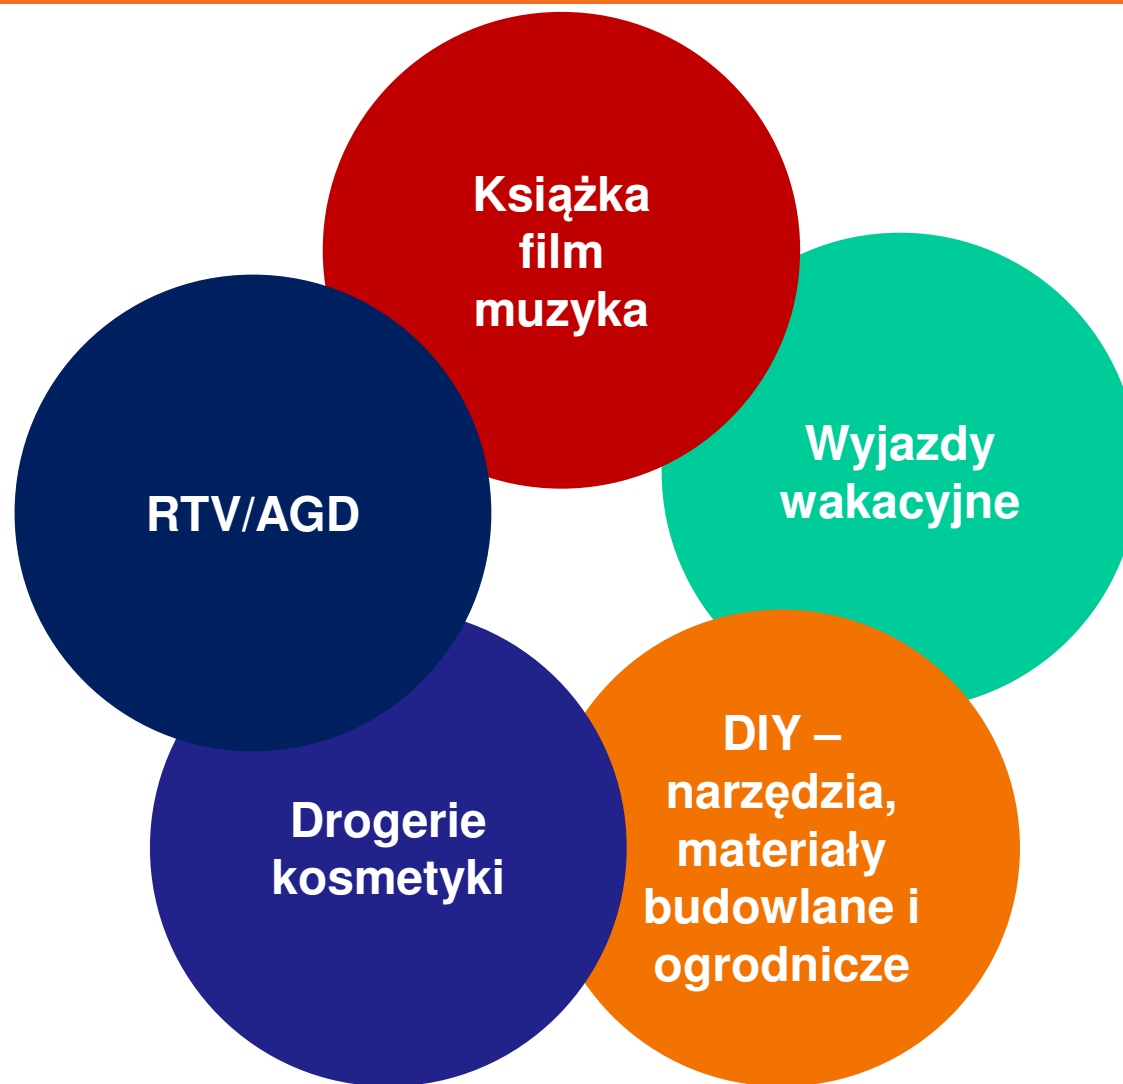 Książka
film
muzyka
Wyjazdy
wakacyjne
RTV/AGD
DIY –
narzędzia,
materiały
budowlane i
ogrodnicze
Drogerie
kosmetyki